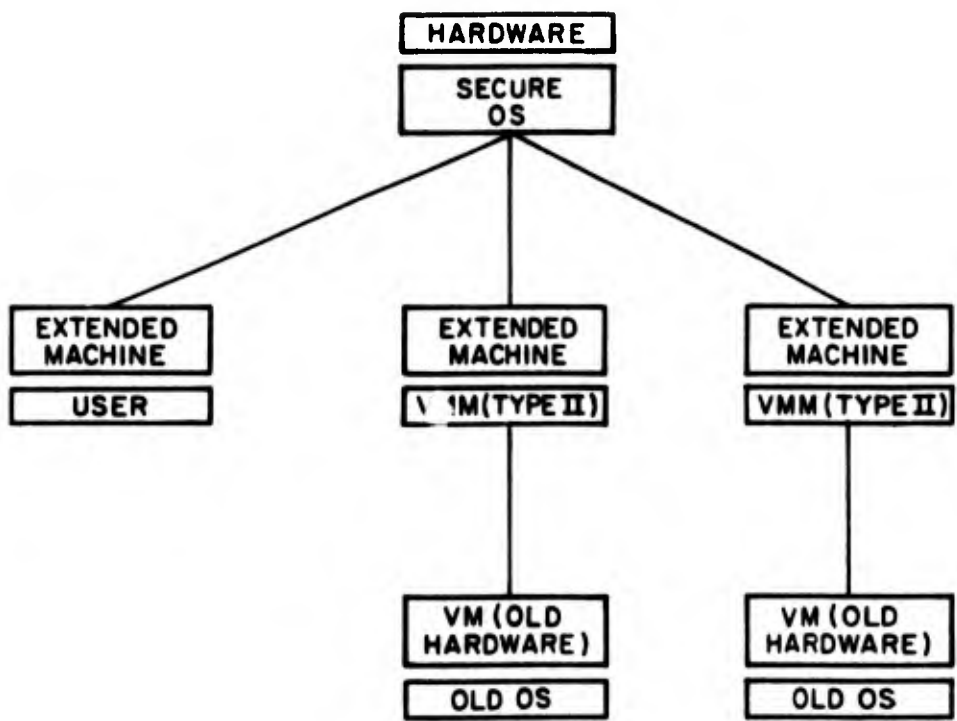 HARDWARE
SECURE
OS
EXTENDED
MACHINE
EXTENDED
MACHINE
EXTENDED
MACHINE
USER
(TYPE II)
VMM (TYPE II)
VM (OLD
HARDWARE)
VM (OLD
HARDWARE)
OLD OS
OLD OS